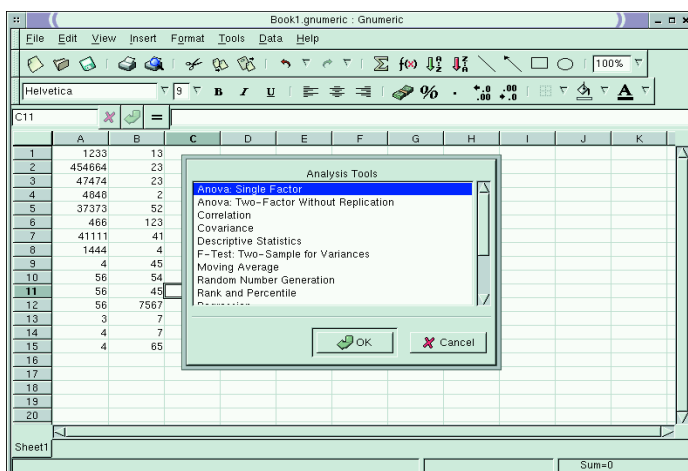 Book1.gnumeric : Gnumeric
File Edit View Insert Format Tools Data Help
f(x) 100%
Helvetica 9 B I U % .00 .00 A
C11 =
A B C D E F G H I J K
1 1233 13
2 454664 23
3 47474 23
4 4848 2
5 37373 52
6 466 123
7 41111 41
8 1444 4
9 4 45
10 56 54
11 56 45
12 56 7567
13 3 7
14 4 7
15 4 65
16
17
18
19
20
Analysis Tools
Anova: Single Factor
Anova: Two-Factor Without Replication
Correlation
Covariance
Descriptive Statistics
F-Test: Two-Sample for Variances
Moving Average
Random Number Generation
Rank and Percentile
OK Cancel
Sheet1
Sum=0